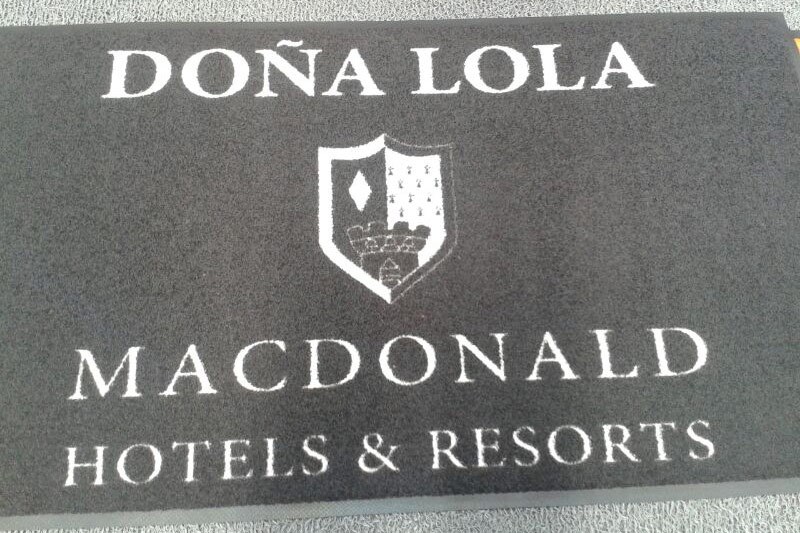 DOÑA LOLA
MACDONALD
HOTELS & RESORTS